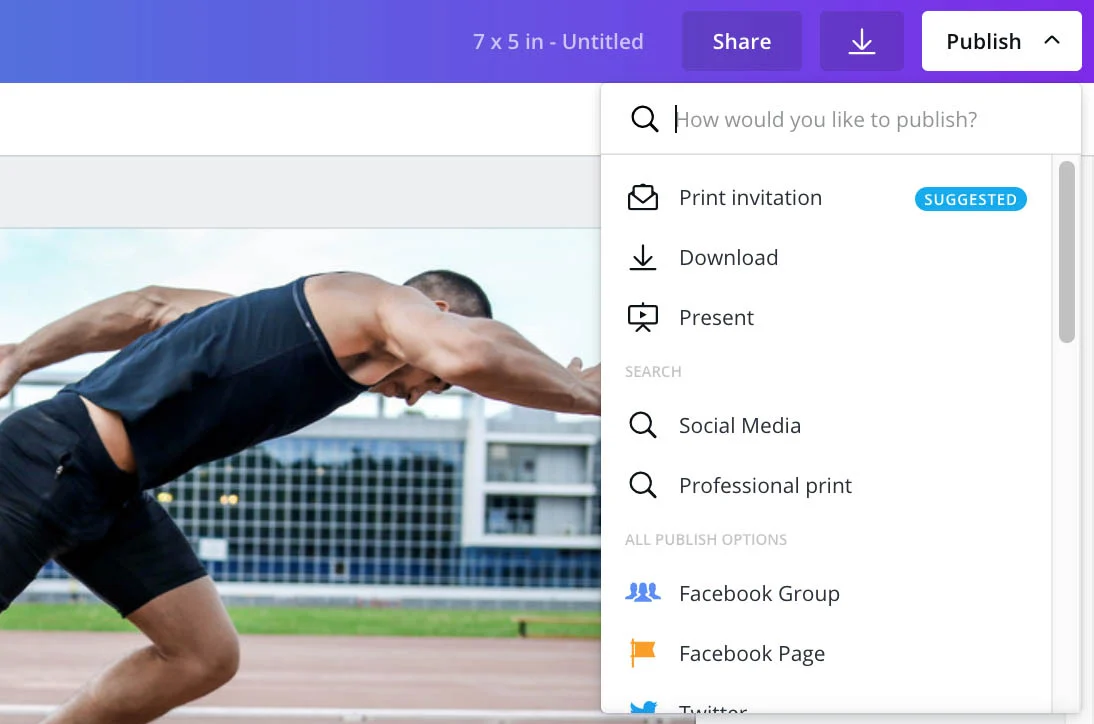 7 x 5 in - Untitled
Share
Publish
How would you like to publish?
Print invitation
SUGGESTED
Download
Present
SEARCH
Social Media
Professional print
ALL PUBLISH OPTIONS
Facebook Group
Facebook Page
Twitter